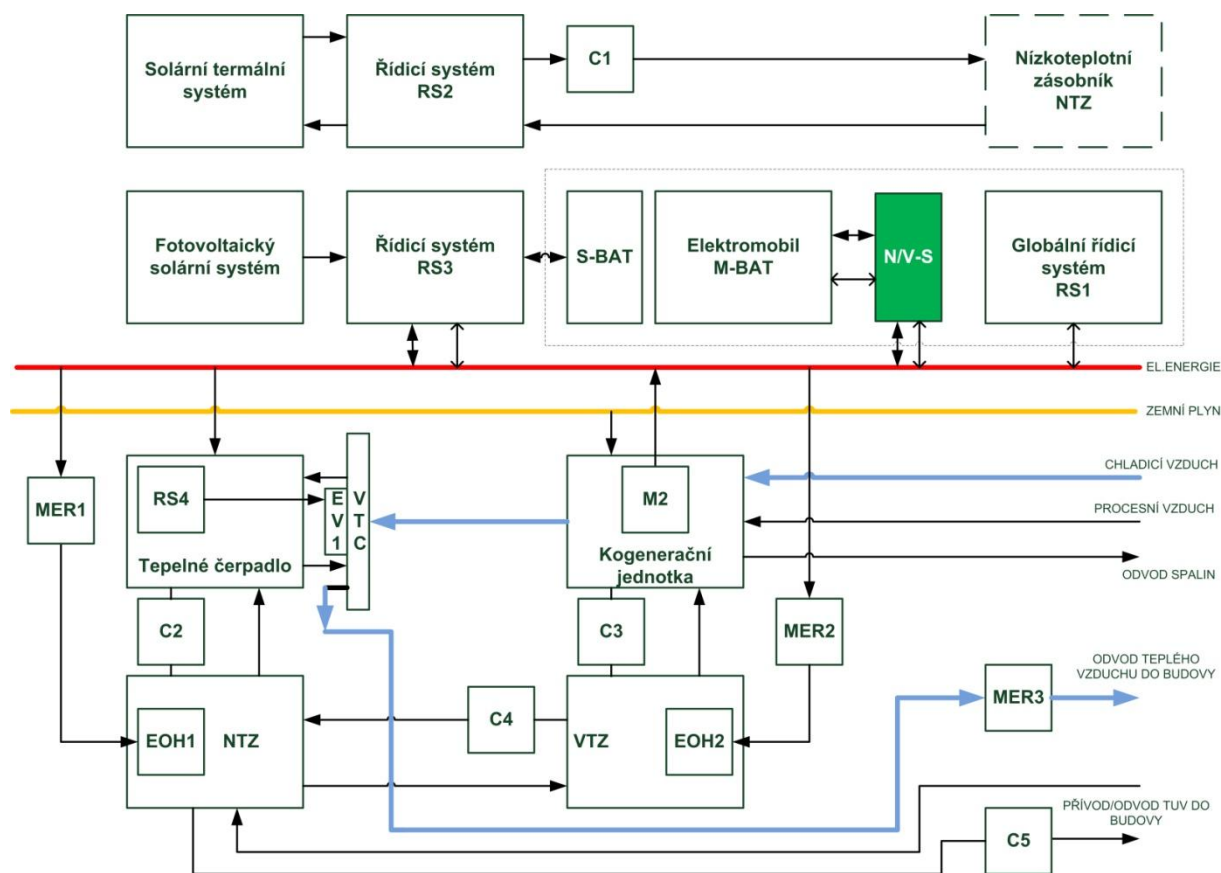 Solární termální
systém
Řídicí systém
RS2
C1
Nízkoteplotní
zásobník
NTZ
Fotovoltaický
solární systém
Řídicí systém
RS3
S-BAT
Elektromobil
M-BAT
N/V-S
Globální řídicí
systém
RS1
EL.ENERGIE
ZEMNÍ PLYN
MER1
RS4
Tepelné čerpadlo
E
V
1
V
T
C
M2
Kogenerační
jednotka
CHLADICÍ VZDUCH
PROCESNÍ VZDUCH
ODVOD SPALIN
C2
C3
MER2
EOH1
NTZ
C4
VTZ
EOH2
MER3
ODVOD TEPLÉHO
VZDUCHU DO BUDOVY
PŘÍVOD/ODVOD TUV DO
BUDOVY
C5